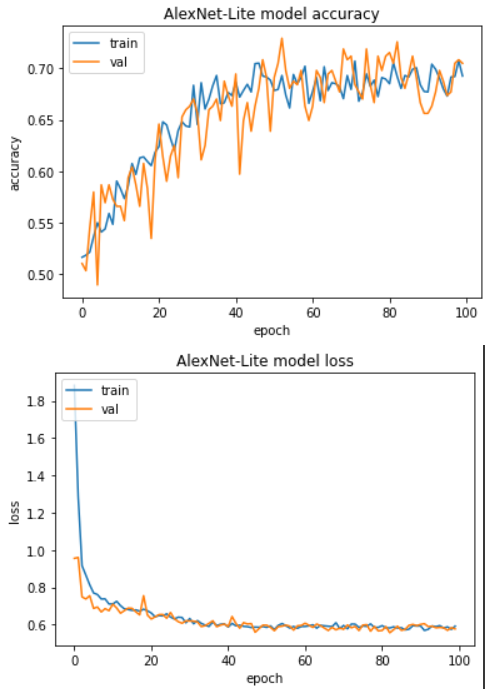 AlexNet-Lite model accuracy
train
val
0.70
0.65
0.60
0.55
0.50
accuracy
0 20 40 60 80 100
epoch
AlexNet-Lite model loss
train
val
1.8
1.6
1.4
1.2
1.0
0.8
0.6
loss
0 20 40 60 80 100
epoch